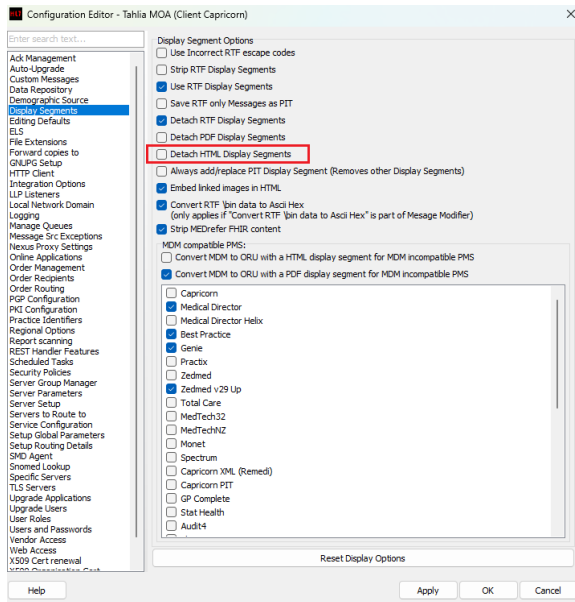 Configuration Editor - Tahlia MOA (Client Capricorn)
Enter search text...
Ack Management
Auto-Upgrade
Custom Messages
Data Repository
Demographic Source
Display Segments
Editing Defaults
ELS
File Extensions
Forward copies to
GNUPG Setup
HTTP Client
Integration Options
LLP Listeners
Local Network Domain
Logging
Manage Queues
Message Src Exceptions
Nexus Proxy Settings
Online Applications
Order Management
Order Recipients
Order Routing
PGP Configuration
PKI Configuration
Practice Identifiers
Regional Options
Report scanning
REST Handler Features
Scheduled Tasks
Security Policies
Server Group Manager
Server Parameters
Server Setup
Servers to Route to
Service Configuration
Setup Global Parameters
Setup Routing Details
SMD Agent
Snomed Lookup
Specific Servers
TLS Servers
Upgrade Applications
Upgrade Users
User Roles
Users and Passwords
Vendor Access
Web Access
X509 Cert renewal
Display Segment Options
Use Incorrect RTF escape codes
Strip RTF Display Segments
Use RTF Display Segments
Save RTF only Messages as PIT
Detach RTF Display Segments
Detach PDF Display Segments
Detach HTML Display Segments
Always add/replace PIT Display Segment (Removes other Display Segments)
Embed linked images in HTML
Convert RTF \bin data to Ascii Hex
(only applies if "Convert RTF \bin data to Ascii Hex" is part of Mesage Modifier)
Strip MEDrefer FHIR content
MDM compatible PMS:
Convert MDM to ORU with a HTML display segment for MDM incompatible PMS
Convert MDM to ORU with a PDF display segment for MDM incompatible PMS
Capricorn
Medical Director
Medical Director Helix
Best Practice
Genie
Practix
Zedmed
Zedmed v29 Up
Total Care
MedTech32
MedTechNZ
Monet
Spectrum
Capricorn XML (Remedi)
Capricorn PIT
GP Complete
Stat Health
Audit4
Reset Display Options
Help
Apply
OK
Cancel